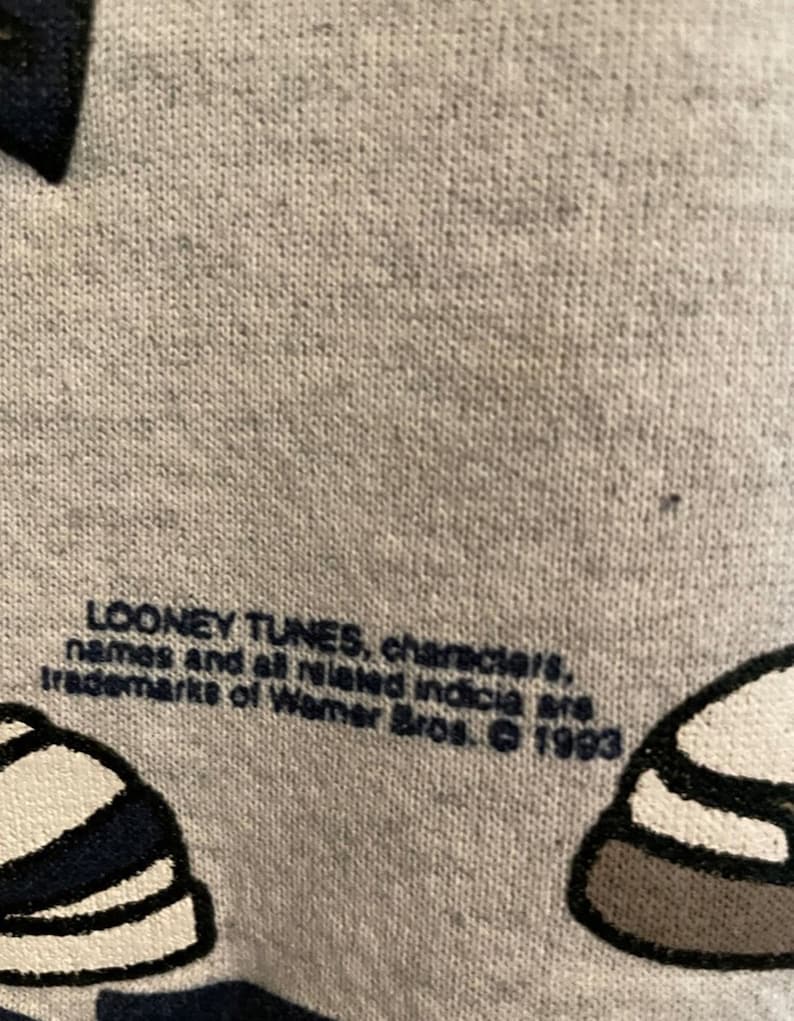 LOONEY TUNES, characters,
names and all related indicia are
trademarks of Warner Bros. © 1993